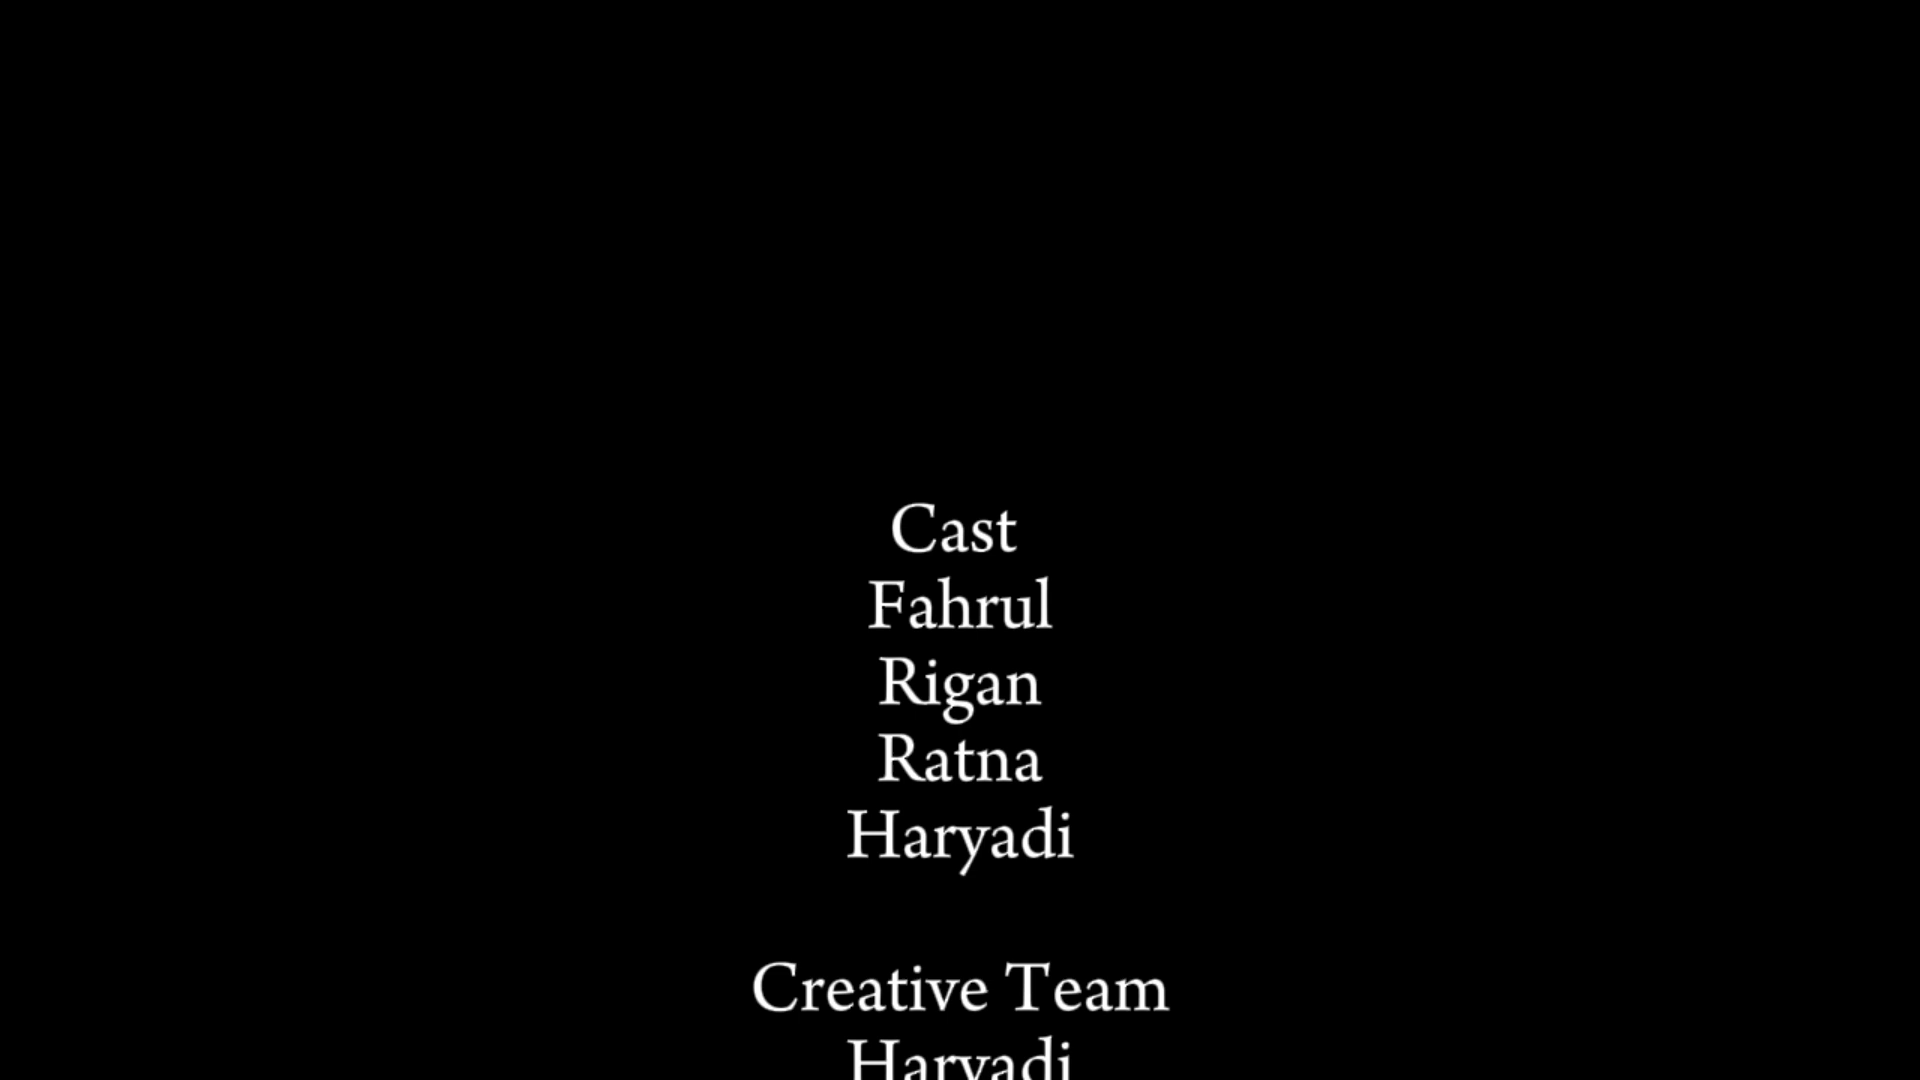 Cast
Fahrul
Rigan
Ratna
Haryadi
Creative Team
Haryadi